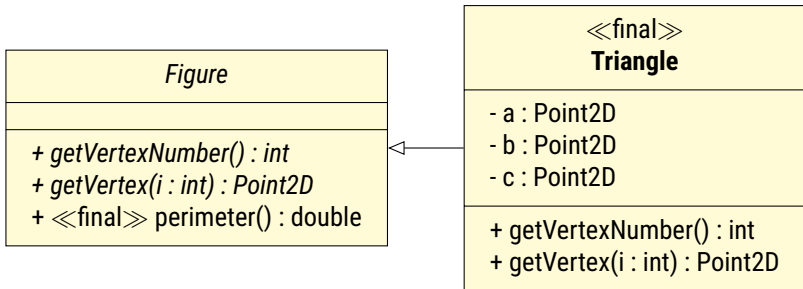 Figure
+ getVertexNumber() : int
+ getVertex(i : int) : Point2D
+ ≪final≫ perimeter() : double
≪final≫
Triangle
- a : Point2D
- b : Point2D
- c : Point2D
+ getVertexNumber() : int
+ getVertex(i : int) : Point2D